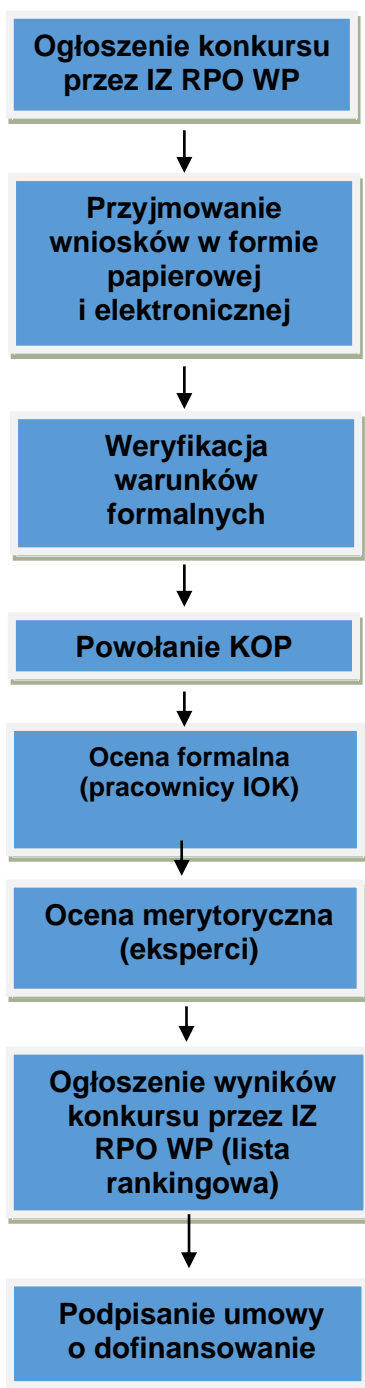 Ogłoszenie konkursu
przez IZ RPO WP
Przyjmowanie
wniosków w formie
papierowej
i elektronicznej
Weryfikacja
warunków
formalnych
Powołanie KOP
Ocena formalna
(pracownicy IOK)
Ocena merytoryczna
(eksperci)
Ogłoszenie wyników
konkursu przez IZ
RPO WP (lista
rankingowa)
Podpisanie umowy
o dofinansowanie